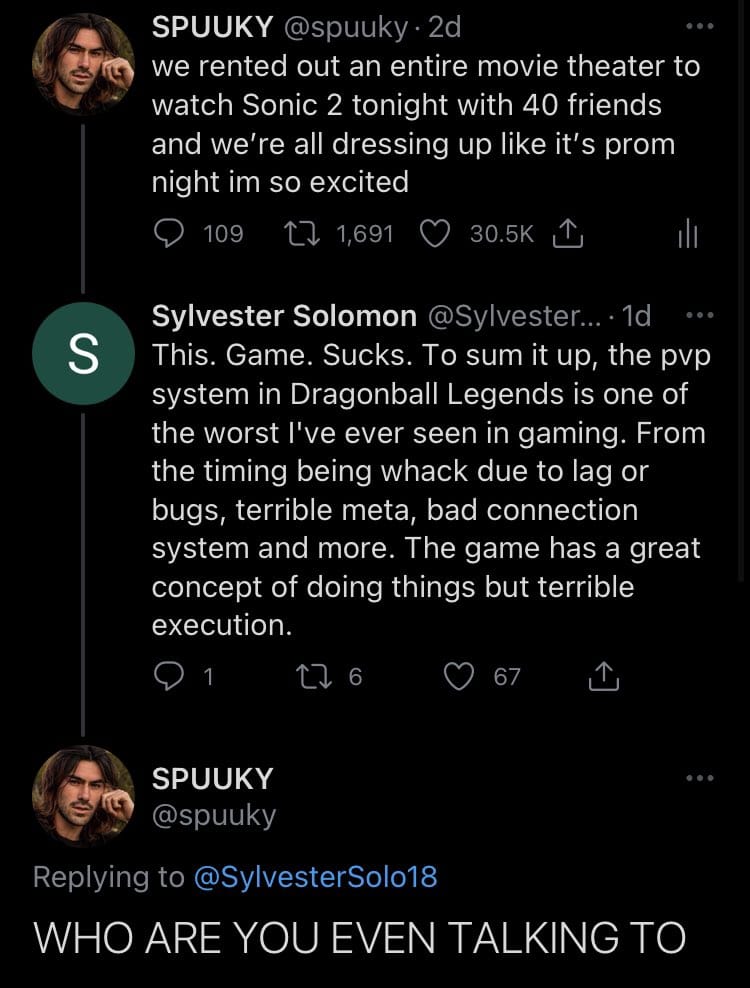 SPUUKY @spuuky · 2d
we rented out an entire movie theater to
watch Sonic 2 tonight with 40 friends
and we’re all dressing up like it’s prom
night im so excited
109 1,691 30.5K
S
Sylvester Solomon @Sylvester... · 1d
This. Game. Sucks. To sum it up, the pvp
system in Dragonball Legends is one of
the worst I've ever seen in gaming. From
the timing being whack due to lag or
bugs, terrible meta, bad connection
system and more. The game has a great
concept of doing things but terrible
execution.
1 6 67
SPUUKY
@spuuky
Replying to @SylvesterSolo18
WHO ARE YOU EVEN TALKING TO